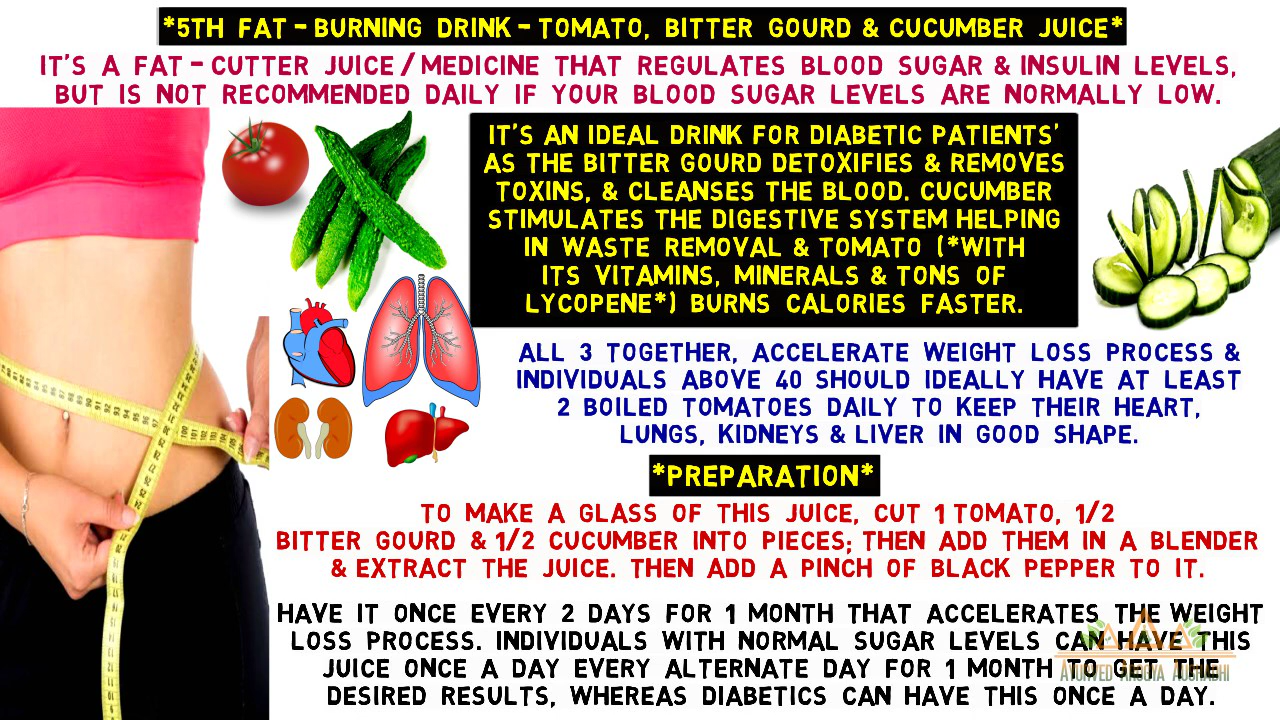 *5TH FAT-BURNING DRINK-TOMATO, BITTER GOURD & CUCUMBER JUICE*
IT'S A FAT-CUTTER JUICE/MEDICINE THAT REGULATES BLOOD SUGAR & INSULIN LEVELS,
BUT IS NOT RECOMMENDED DAILY IF YOUR BLOOD SUGAR LEVELS ARE NORMALLY LOW.
IT'S AN IDEAL DRINK FOR DIABETIC PATIENTS'
AS THE BITTER GOURD DETOXIFIES & REMOVES
TOXINS, & CLEANSES THE BLOOD. CUCUMBER
STIMULATES THE DIGESTIVE SYSTEM HELPING
IN WASTE REMOVAL & TOMATO (*WITH
ITS VITAMINS, MINERALS & TONS OF
LYCOPENE*) BURNS CALORIES FASTER.
ALL 3 TOGETHER, ACCELERATE WEIGHT LOSS PROCESS &
INDIVIDUALS ABOVE 40 SHOULD IDEALLY HAVE AT LEAST
2 BOILED TOMATOES DAILY TO KEEP THEIR HEART,
LUNGS, KIDNEYS & LIVER IN GOOD SHAPE.
*PREPARATION*
TO MAKE A GLASS OF THIS JUICE, CUT 1 TOMATO, 1/2
BITTER GOURD & 1/2 CUCUMBER INTO PIECES; THEN ADD THEM IN A BLENDER
& EXTRACT THE JUICE. THEN ADD A PINCH OF BLACK PEPPER TO IT.
HAVE IT ONCE EVERY 2 DAYS FOR 1 MONTH THAT ACCELERATES THE WEIGHT
LOSS PROCESS. INDIVIDUALS WITH NORMAL SUGAR LEVELS CAN HAVE THIS
JUICE ONCE A DAY EVERY ALTERNATE DAY FOR 1 MONTH TO GET THE
DESIRED RESULTS, WHEREAS DIABETICS CAN HAVE THIS ONCE A DAY.
AYURVED AROGYA AUSHADHI